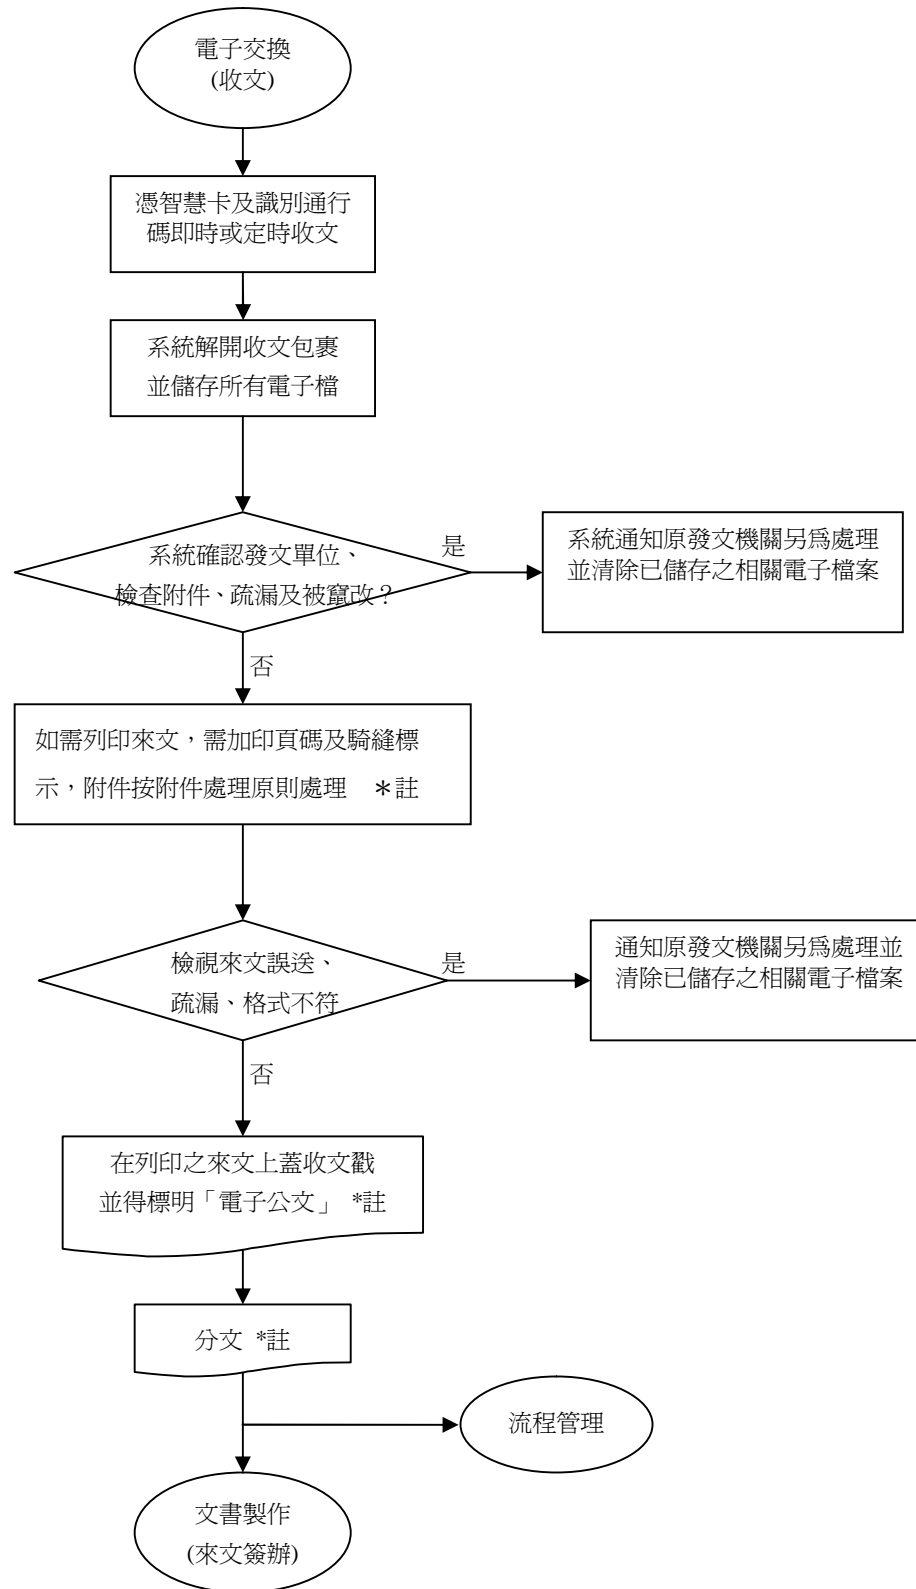 電子交換
(收文)
憑智慧卡及識別通行
碼即時或定時收文
系統解開收文包裹
並儲存所有電子檔
系統確認發文單位、
檢查附件、疏漏及被竄改？
是
系統通知原發文機關另為處理
並清除已儲存之相關電子檔案
否
如需列印來文，需加印頁碼及騎縫標
示，附件按附件處理原則處理　＊註
檢視來文誤送、
疏漏、格式不符
是
通知原發文機關另為處理並
清除已儲存之相關電子檔案
否
在列印之來文上蓋收文戳
並得標明「電子公文」 *註
分文 *註
流程管理
文書製作
(來文簽辦)